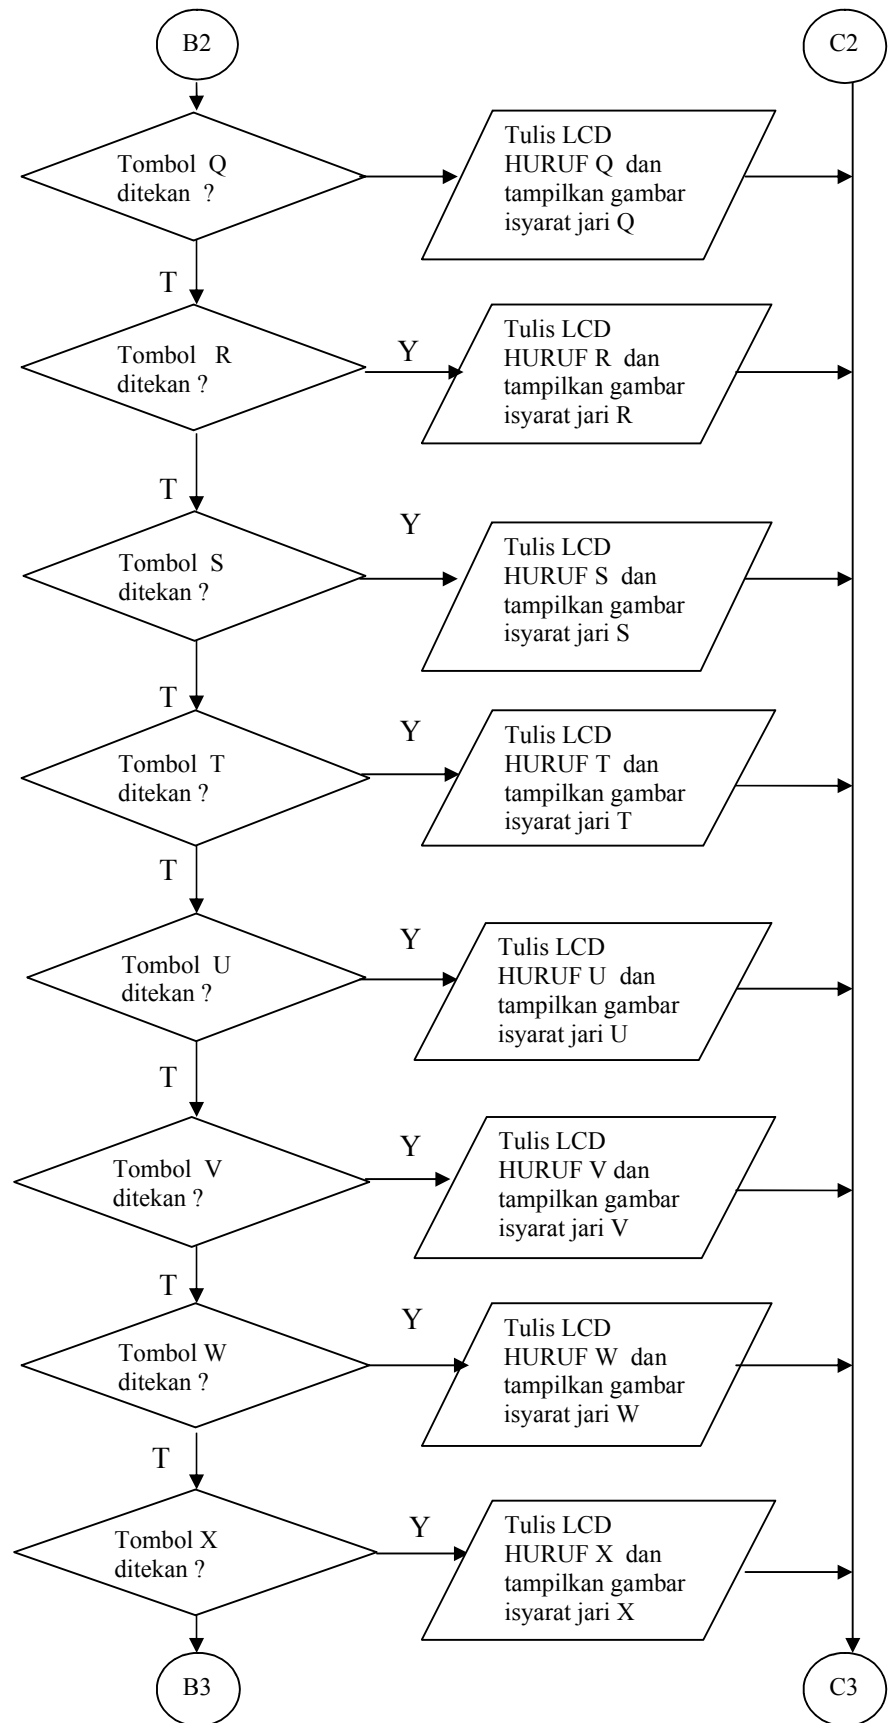 B2
C2
Tombol Q
ditekan ?
Tulis LCD
HURUF Q dan
tampilkan gambar
isyarat jari Q
T
Tombol R
ditekan ?
Y
Tulis LCD
HURUF R dan
tampilkan gambar
isyarat jari R
T
Tombol S
ditekan ?
Y
Tulis LCD
HURUF S dan
tampilkan gambar
isyarat jari S
T
Tombol T
ditekan ?
Y
Tulis LCD
HURUF T dan
tampilkan gambar
isyarat jari T
T
Tombol U
ditekan ?
Y
Tulis LCD
HURUF U dan
tampilkan gambar
isyarat jari U
T
Tombol V
ditekan ?
Y
Tulis LCD
HURUF V dan
tampilkan gambar
isyarat jari V
T
Tombol W
ditekan ?
Y
Tulis LCD
HURUF W dan
tampilkan gambar
isyarat jari W
T
Tombol X
ditekan ?
Y
Tulis LCD
HURUF X dan
tampilkan gambar
isyarat jari X
B3
C3